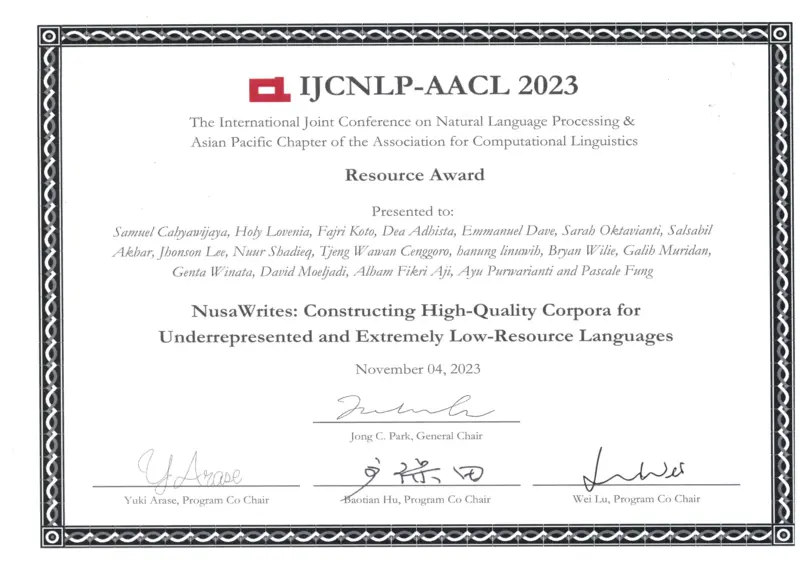 IJCNLP-AACL 2023
The International Joint Conference on Natural Language Processing &
Asian Pacific Chapter of the Association for Computational Linguistics
Resource Award
Presented to:
Samuel Cahyawijaya, Holy Lovenia, Fajri Koto, Dea Adhista, Emmanuel Dave, Sarah Oktavianti, Salsabil
Akbar, Jhonson Lee, Nuur Shadieq, Tjeng Wawan Cenggoro, hanung linuwih, Bryan Wilie, Galih Muridan,
Genta Winata, David Moeljadi, Alham Fikri Aji, Ayu Purwarianti and Pascale Fung
NusaWrites: Constructing High-Quality Corpora for
Underrepresented and Extremely Low-Resource Languages
November 04, 2023
Jong C. Park, General Chair
Y Arase
Wei
Yuki Arase, Program Co Chair
Baotian Hu, Program Co Chair
Wei Lu, Program Co Chair